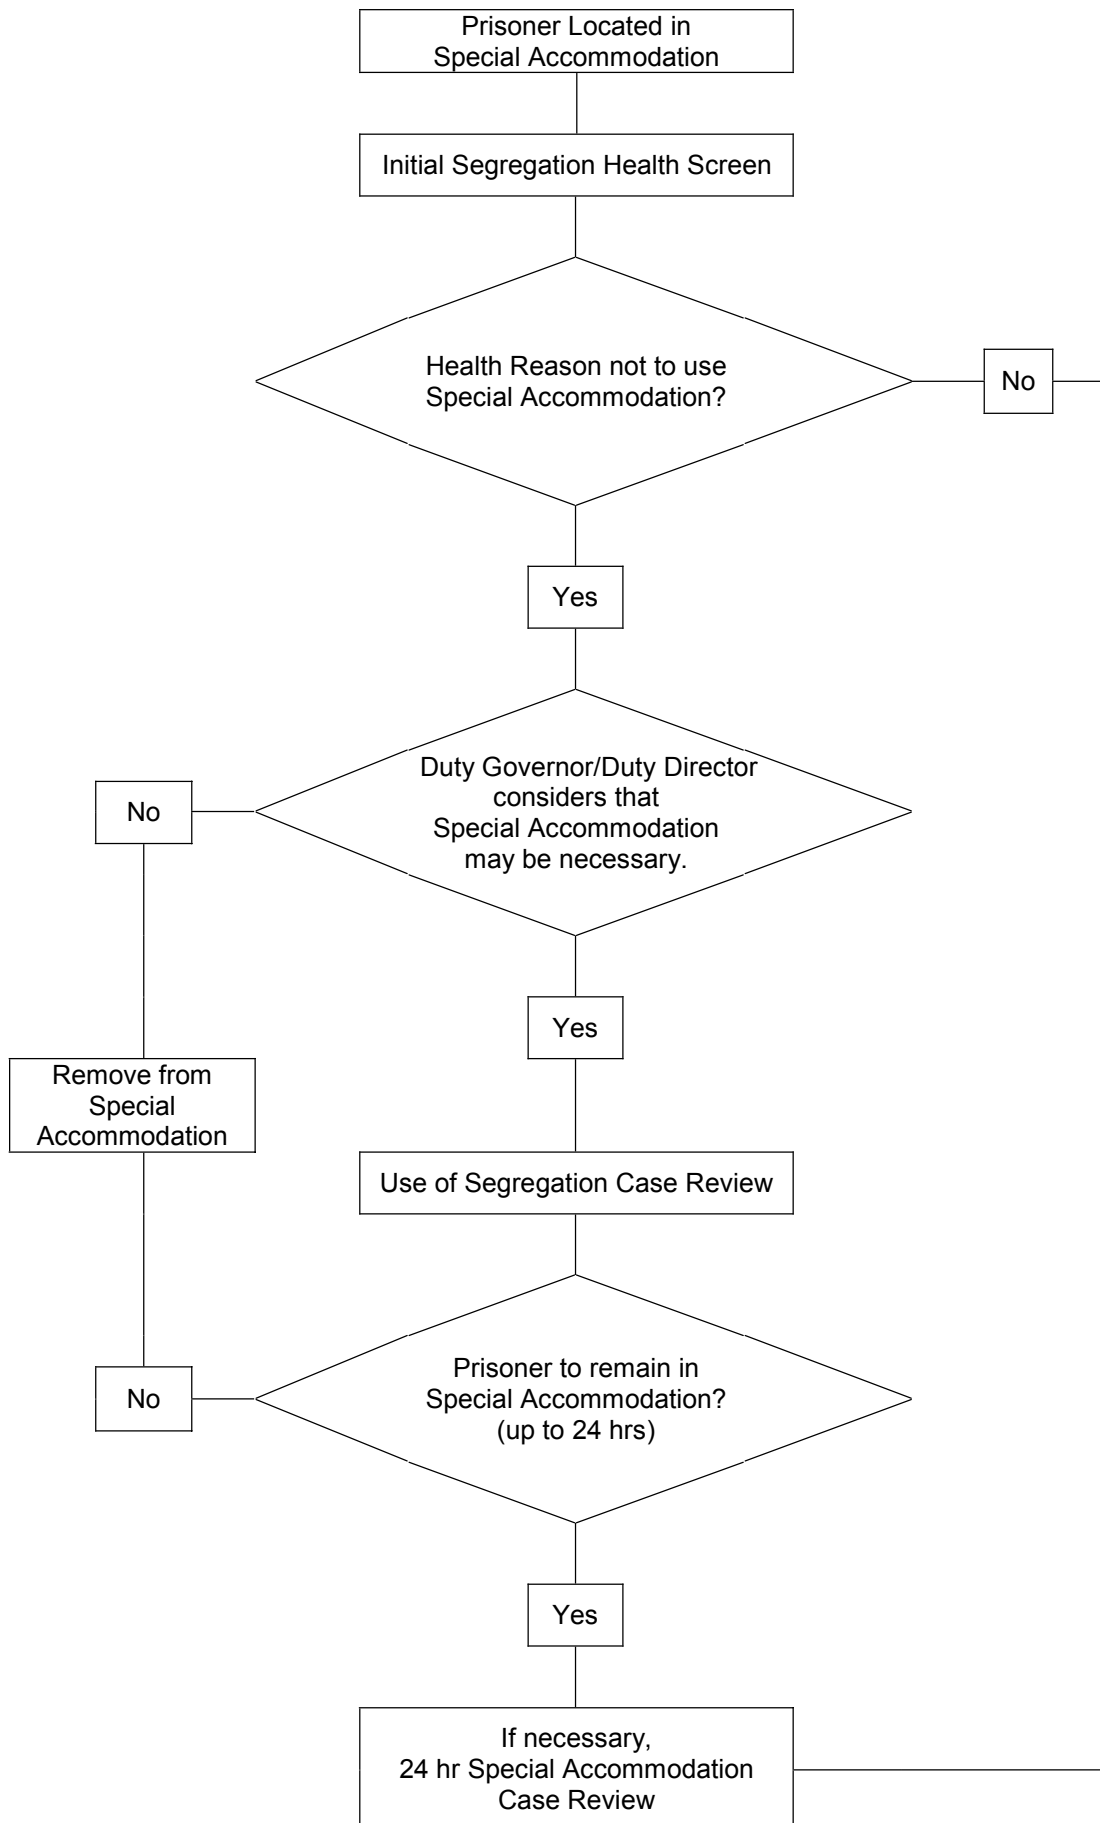 Prisoner Located in
Special Accommodation
Initial Segregation Health Screen
Health Reason not to use
Special Accommodation?
No
Yes
Duty Governor/Duty Director
considers that
Special Accommodation
may be necessary.
No
Yes
Remove from
Special
Accommodation
Use of Segregation Case Review
Prisoner to remain in
Special Accommodation?
(up to 24 hrs)
No
Yes
If necessary,
24 hr Special Accommodation
Case Review